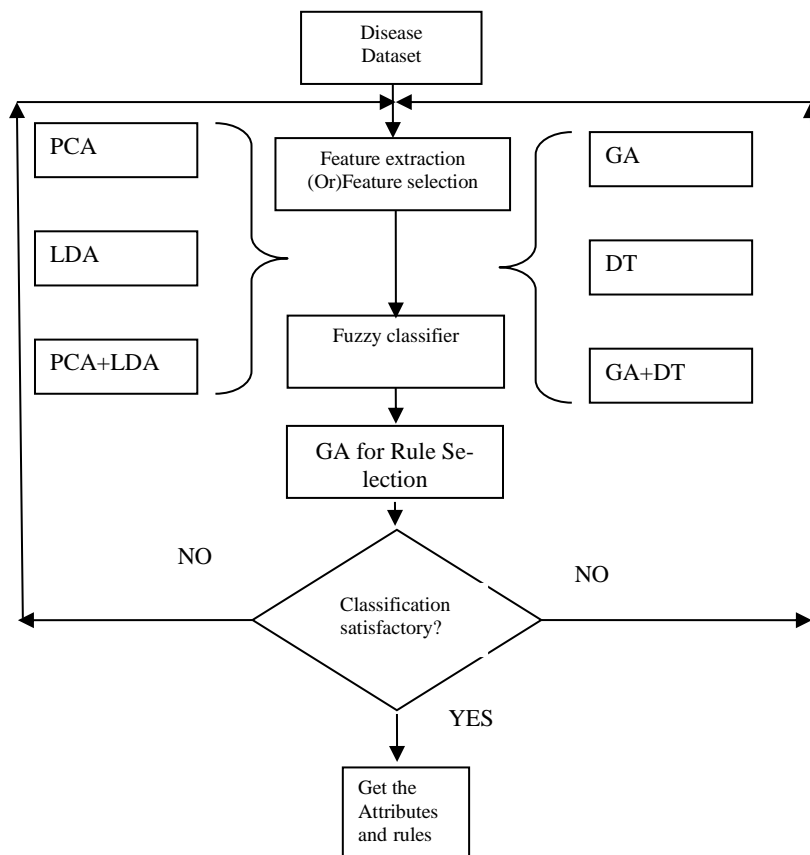 Disease
Dataset
PCA
Feature extraction
(Or)Feature selection
GA
LDA
DT
PCA+LDA
Fuzzy classifier
GA+DT
GA for Rule Se-
lection
NO
NO
Classification
satisfactory?
YES
Get the
Attributes
and rules